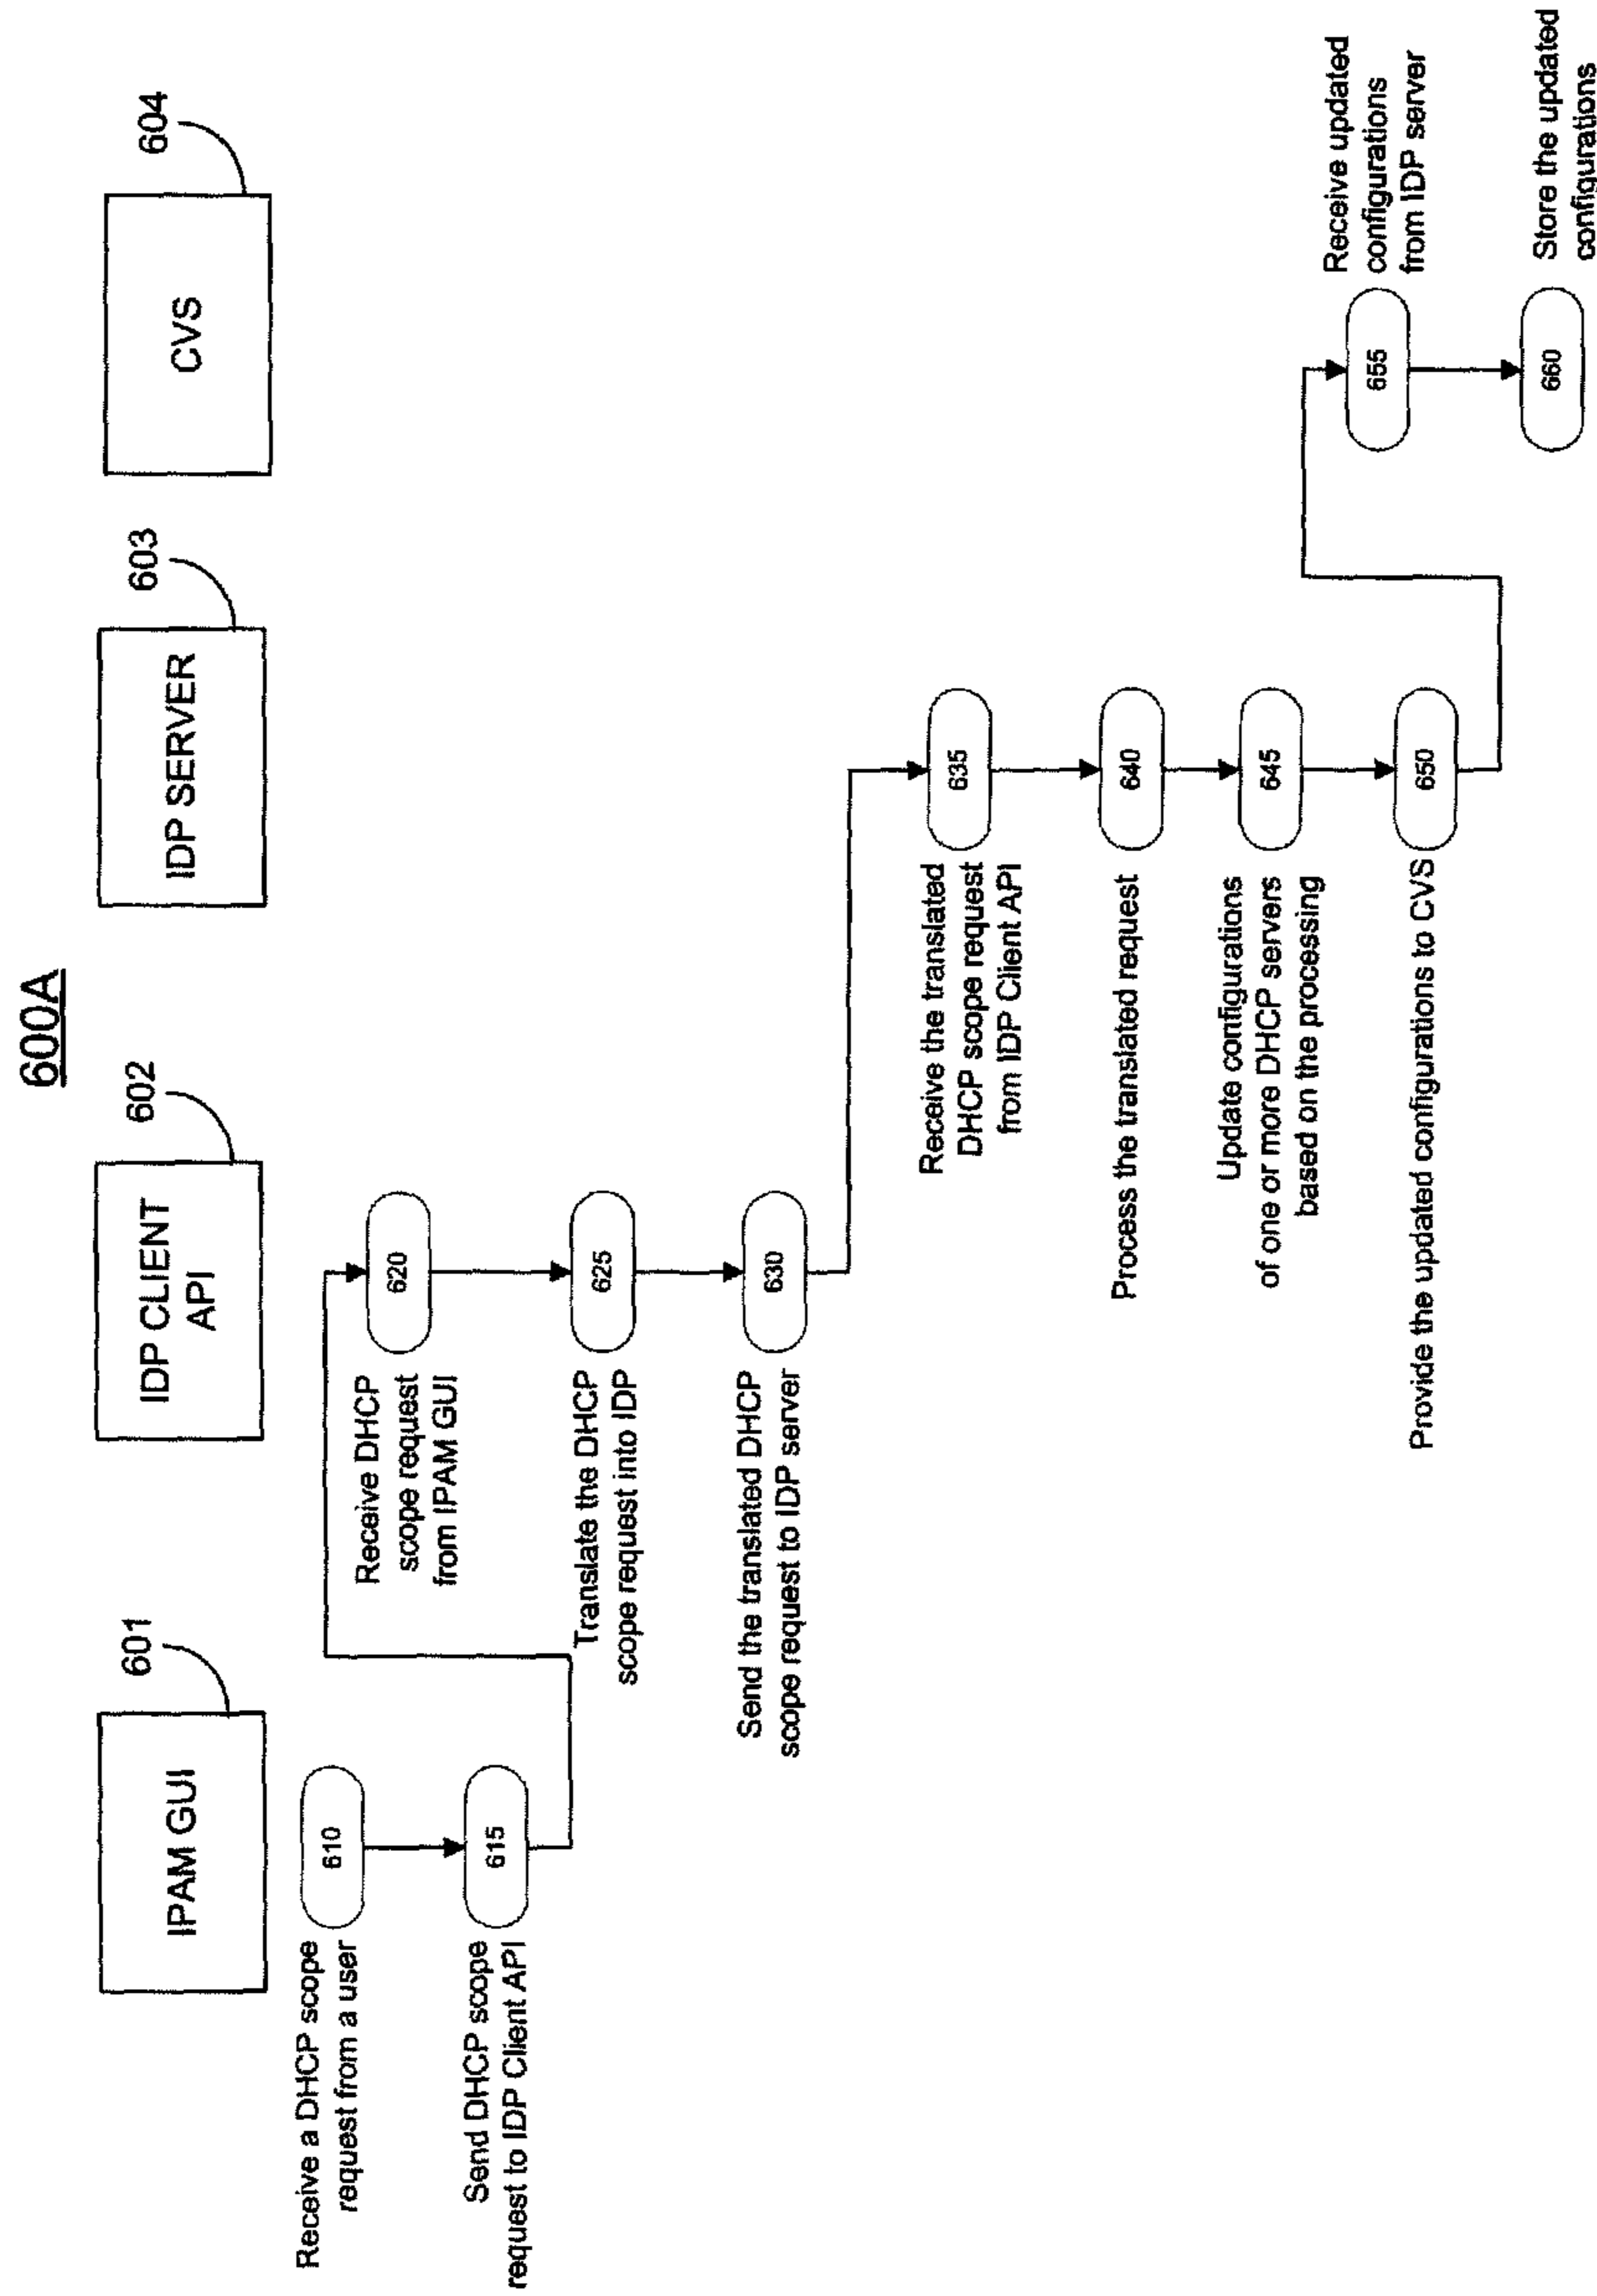 600A
601
602
603
604
IPAM GUI
IDP CLIENT
API
IDP SERVER
CVS
Receive a DHCP scope
request from a user
610
Send DHCP scope
request to IDP Client API
615
Receive DHCP
scope request
from IPAM GUI
620
Translate the DHCP
scope request into IDP
625
Send the translated DHCP
scope request to IDP server
630
Receive the translated
DHCP scope request
from IDP Client API
635
Process the translated request
640
Update configurations
of one or more DHCP servers
based on the processing
645
Provide the updated configurations to CVS
650
Receive updated
configurations
from IDP server
655
Store the updated
configurations
660